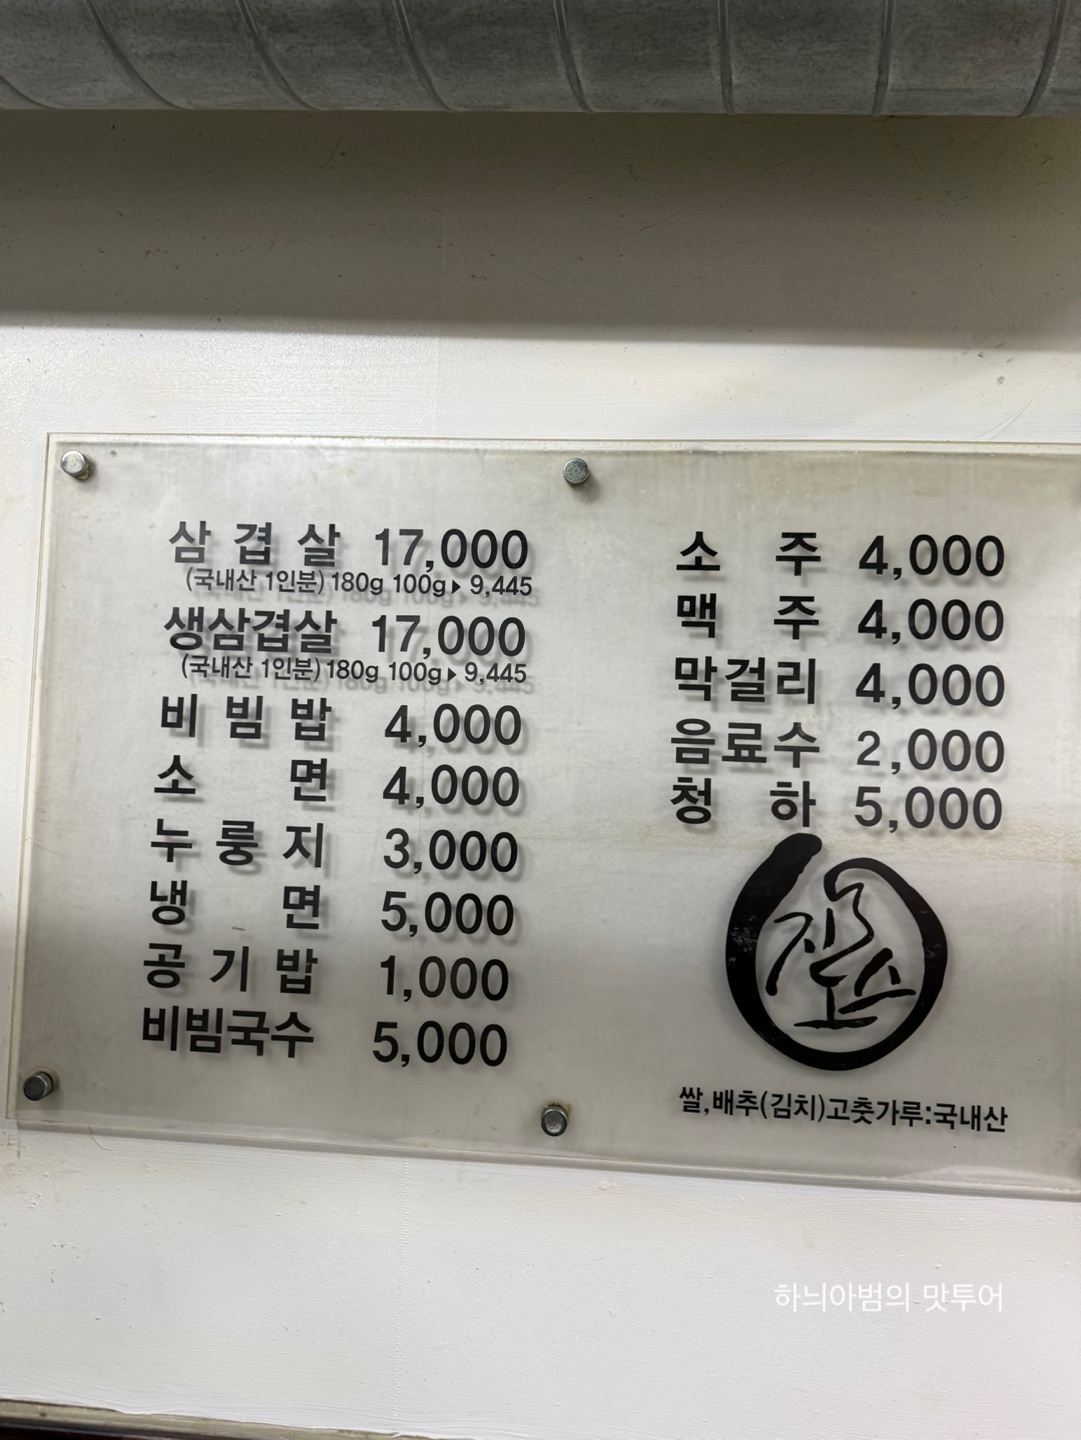 삼겹살 17,000
(국내산 1인분) 180g 100g▶ 9,445
생삼겹살 17,000
(국내산 1인분) 180g 100g▶ 9,445
비빔밥 4,000
소면 4,000
누룽지 3,000
냉면 5,000
공기밥 1,000
비빔국수 5,000
소주 4,000
맥주 4,000
막걸리 4,000
음료수 2,000
청하 5,000
쌀,배추(김치)고춧가루:국내산
하늬아범의 맛투어